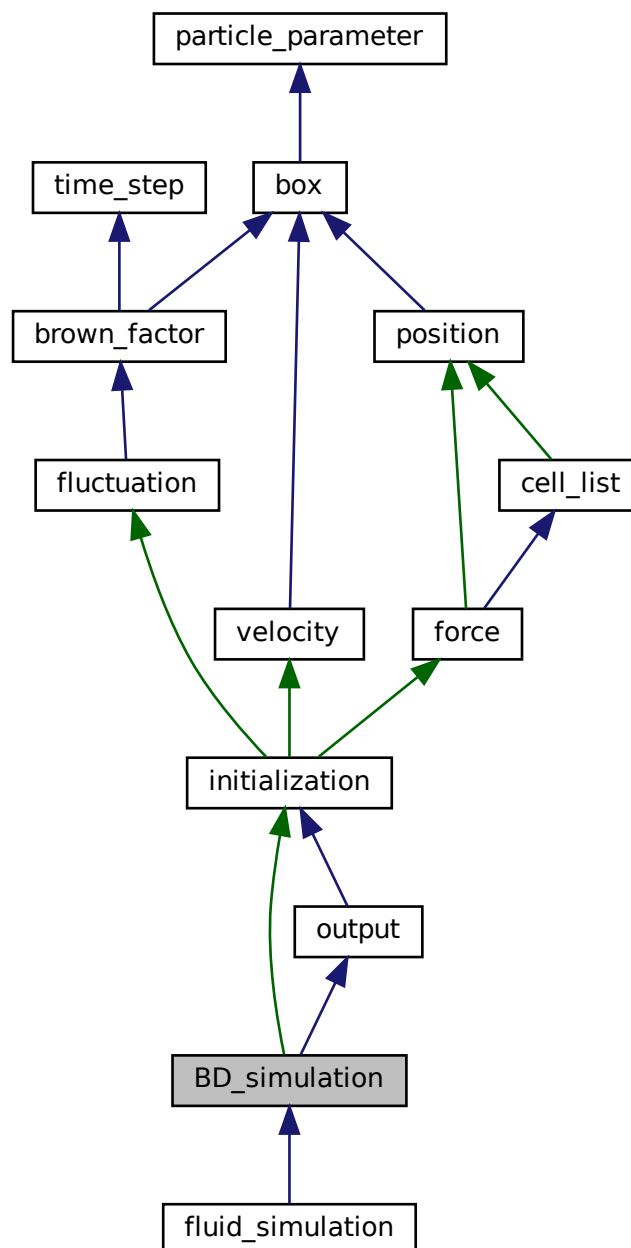 particle_parameter
time_step
box
brown_factor
position
fluctuation
cell_list
velocity
force
initialization
output
BD_simulation
fluid_simulation